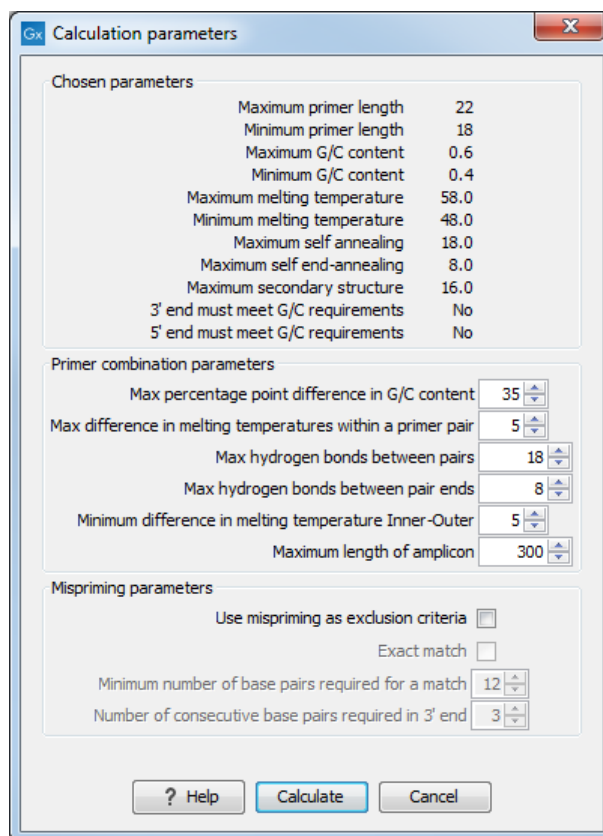 Gx Calculation parameters
Chosen parameters
Maximum primer length 22
Minimum primer length 18
Maximum G/C content 0.6
Minimum G/C content 0.4
Maximum melting temperature 58.0
Minimum melting temperature 48.0
Maximum self annealing 18.0
Maximum self end-annealing 8.0
Maximum secondary structure 16.0
3' end must meet G/C requirements No
5' end must meet G/C requirements No
Primer combination parameters
Max percentage point difference in G/C content 35
Max difference in melting temperatures within a primer pair 5
Max hydrogen bonds between pairs 18
Max hydrogen bonds between pair ends 8
Minimum difference in melting temperature Inner-Outer 5
Maximum length of amplicon 300
Mispriming parameters
Use mispriming as exclusion criteria
Exact match
Minimum number of base pairs required for a match 12
Number of consecutive base pairs required in 3' end 3
? Help Calculate Cancel